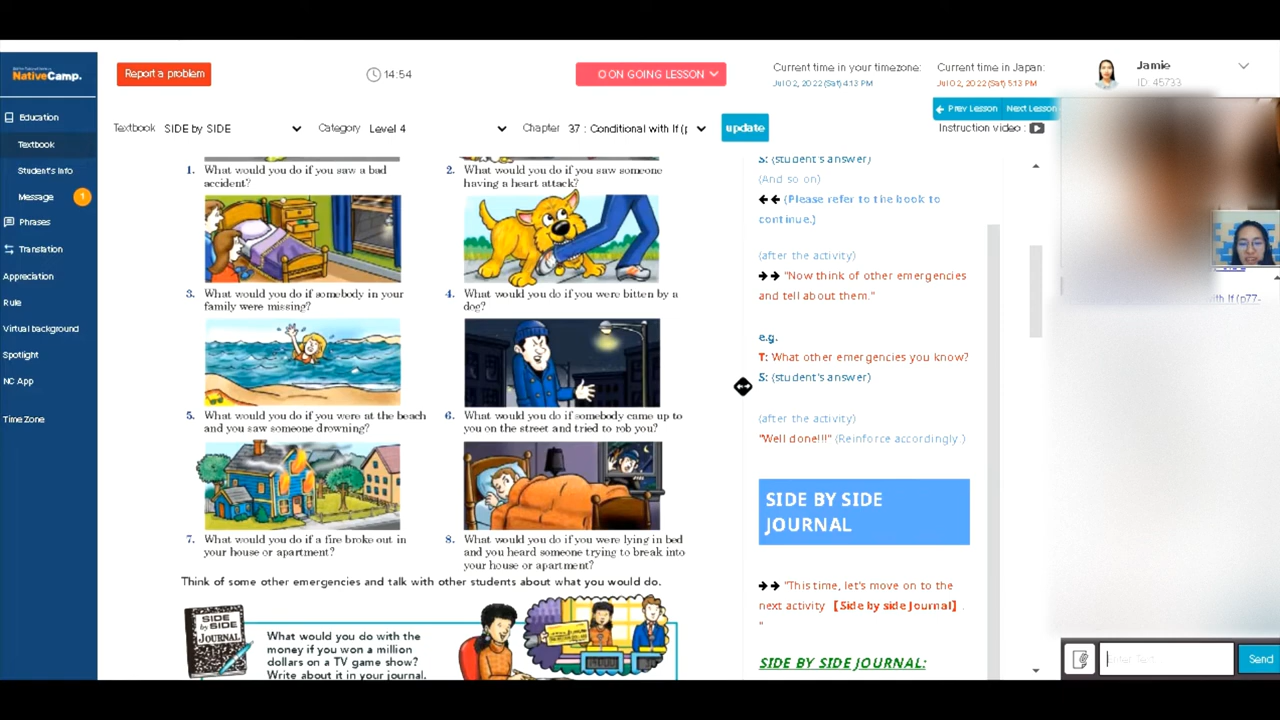 NativeCamp.
Report a problem
14:54
O ON GOING LESSON
Current time in your timezone:
Jul 02, 2022 (Sat) 4:13 PM
Current time in Japan:
Jul 02, 2022 (Sat) 5:13 PM
Jamie
ID: 45733
Education
Textbook
Student's info
Message
1
Phrases
Translation
Appreciation
Rule
Virtual background
Spotlight
NC App
Time Zone
Prev Lesson
Next Lesson
Textbook
SIDE by SIDE
Category
Level 4
Chapter
37 : Conditional with If (p
update
Instruction video :
1. What would you do if you saw a bad
accident?
2. What would you do if you saw someone
having a heart attack?
3. What would you do if somebody in your
family were missing?
4. What would you do if you were bitten by a
dog?
5. What would you do if you were at the beach
and you saw someone drowning?
6. What would you do if somebody came up to
you on the street and tried to rob you?
7. What would you do if a fire broke out in
your house or apartment?
8. What would you do if you were lying in bed
and you heard someone trying to break into
your house or apartment?
Think of some other emergencies and talk with other students about what you would do.
SIDE
by
SIDE
JOURNAL
What would you do with the
money if you won a million
dollars on a TV game show?
Write about it in your journal.
S: (student's answer)
(And so on)
(Please refer to the book to
continue.)
(after the activity)
"Now think of other emergencies
and tell about them."
e.g.
T: What other emergencies you know?
S: (student's answer)
(after the activity)
"Well done!!!" (Reinforce accordingly )
SIDE BY SIDE
JOURNAL
"This time, let's move on to the
next activity 【Side by side Journal】.
"
SIDE BY SIDE JOURNAL:
with If (p77-
Enter Text
Send